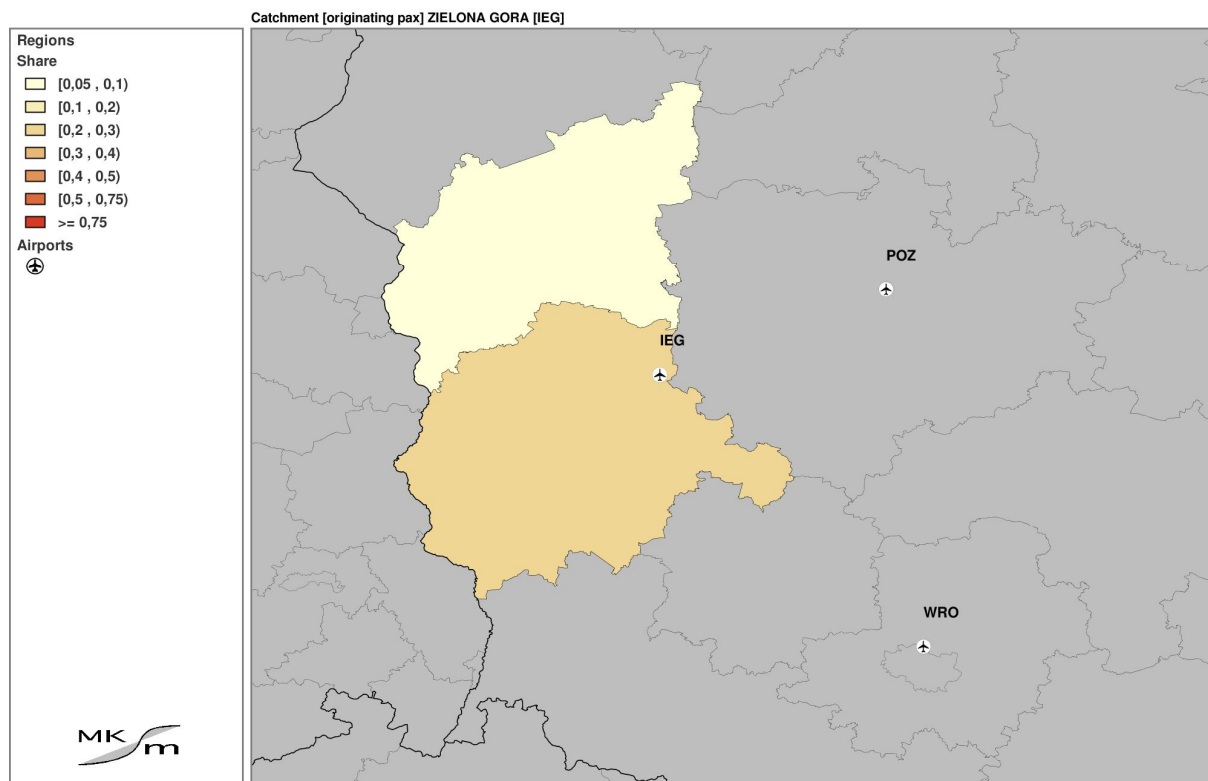 Catchment [originating pax] ZIELONA GORA [IEG]
Regions
Share
[0,05 , 0,1)
[0,1 , 0,2)
[0,2 , 0,3)
[0,3 , 0,4)
[0,4 , 0,5)
[0,5 , 0,75)
>= 0,75
Airports
POZ
IEG
WRO
MK
m